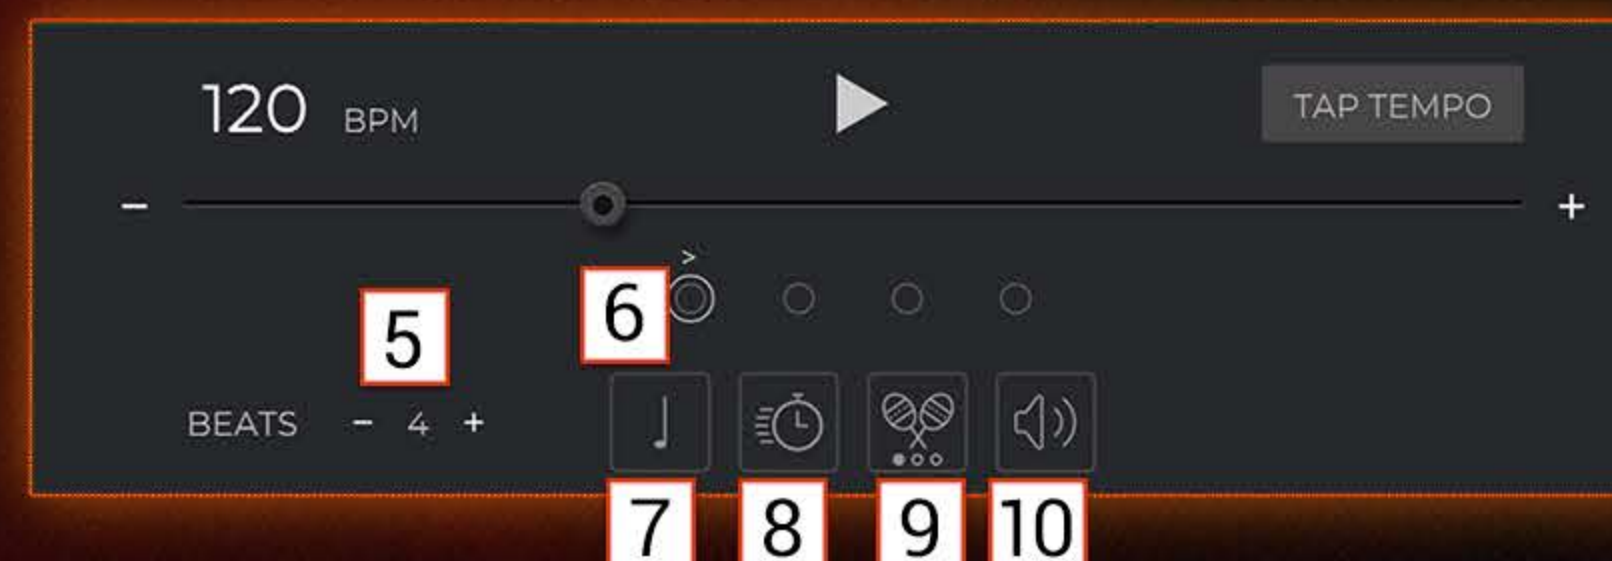 120 BPM
TAP TEMPO
− +
>
5
6
BEATS − 4 +
7 8 9 10